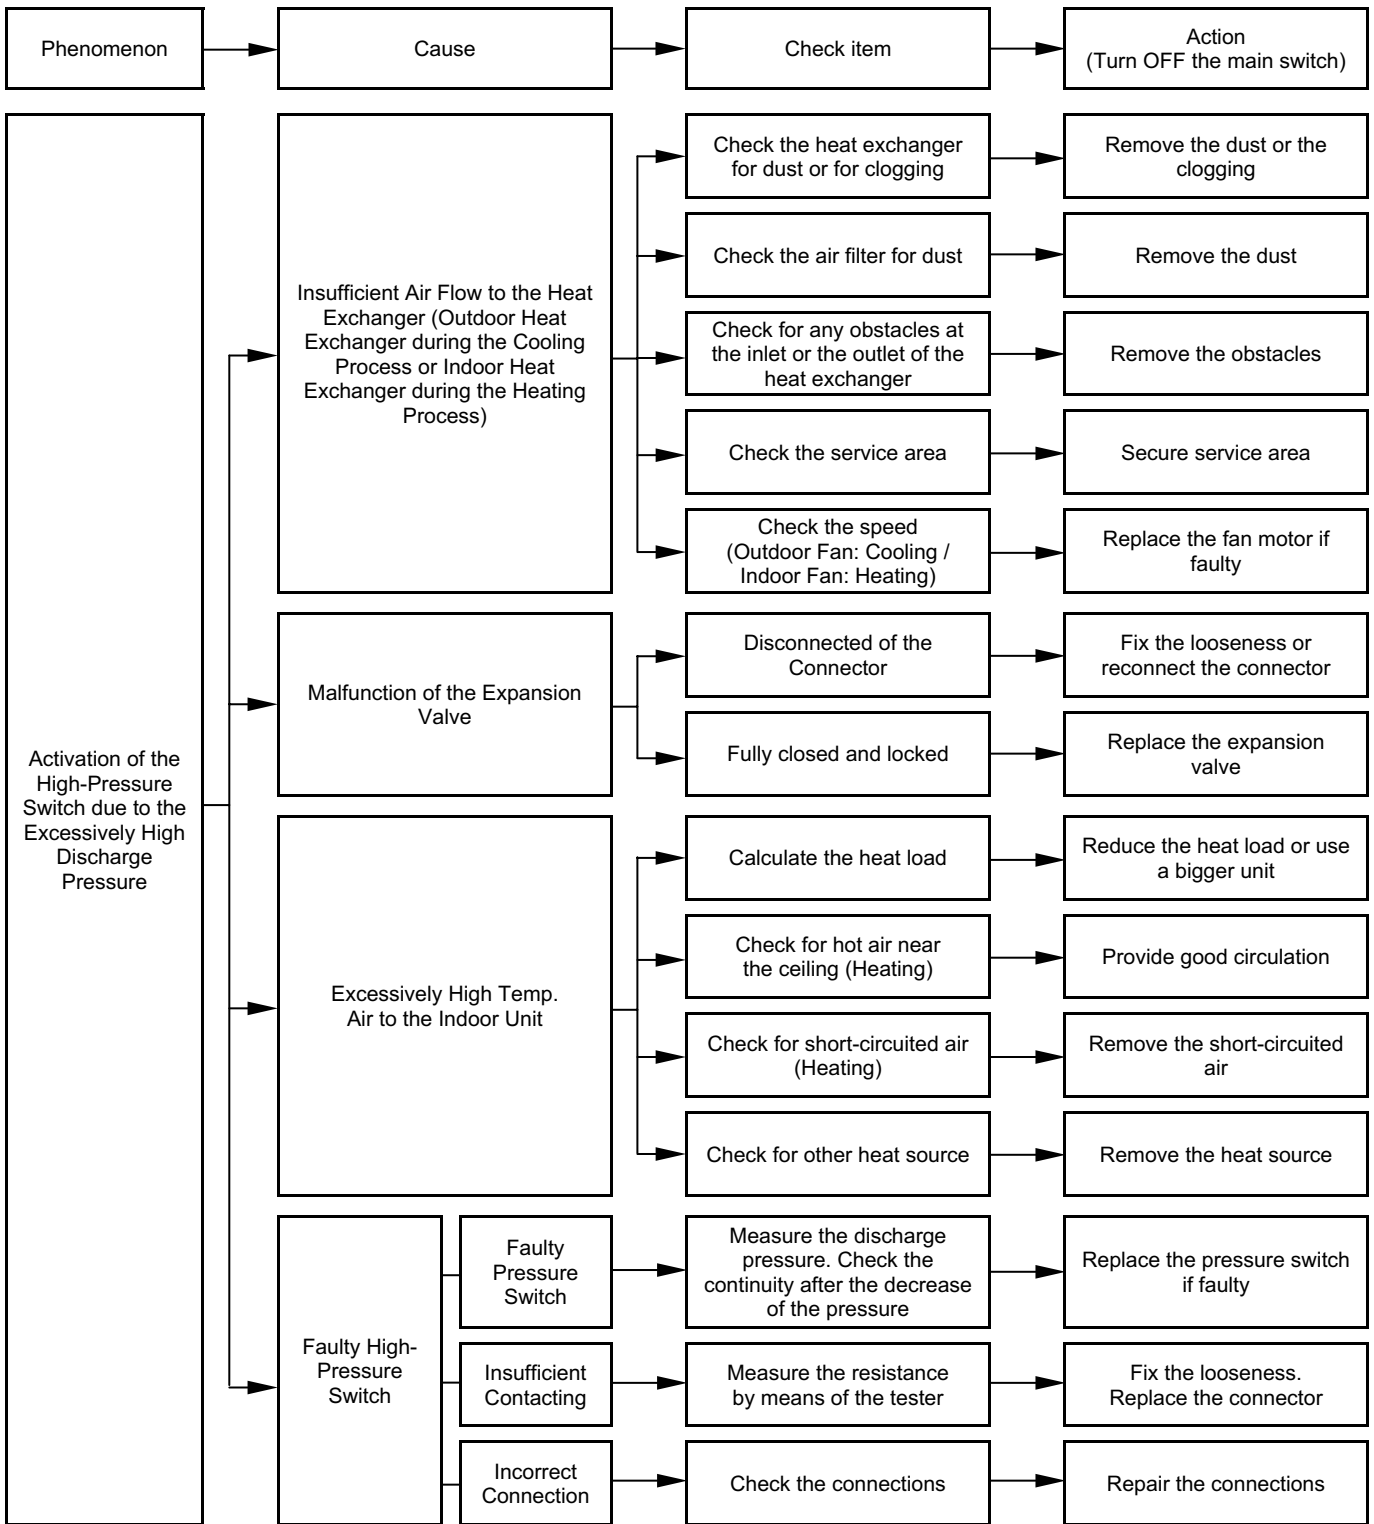 Phenomenon
Cause
Check item
Action
(Turn OFF the main switch)
Activation of the
High-Pressure
Switch due to the
Excessively High
Discharge
Pressure
Insufficient Air Flow to the Heat
Exchanger (Outdoor Heat
Exchanger during the Cooling
Process or Indoor Heat
Exchanger during the Heating
Process)
Check the heat exchanger
for dust or for clogging
Remove the dust or the
clogging
Check the air filter for dust
Remove the dust
Check for any obstacles at
the inlet or the outlet of the
heat exchanger
Remove the obstacles
Check the service area
Secure service area
Check the speed
(Outdoor Fan: Cooling /
Indoor Fan: Heating)
Replace the fan motor if
faulty
Malfunction of the Expansion
Valve
Disconnected of the
Connector
Fix the looseness or
reconnect the connector
Fully closed and locked
Replace the expansion
valve
Excessively High Temp.
Air to the Indoor Unit
Calculate the heat load
Reduce the heat load or use
a bigger unit
Check for hot air near
the ceiling (Heating)
Provide good circulation
Check for short-circuited air
(Heating)
Remove the short-circuited
air
Check for other heat source
Remove the heat source
Faulty High-
Pressure
Switch
Faulty
Pressure
Switch
Measure the discharge
pressure. Check the
continuity after the decrease
of the pressure
Replace the pressure switch
if faulty
Insufficient
Contacting
Measure the resistance
by means of the tester
Fix the looseness.
Replace the connector
Incorrect
Connection
Check the connections
Repair the connections